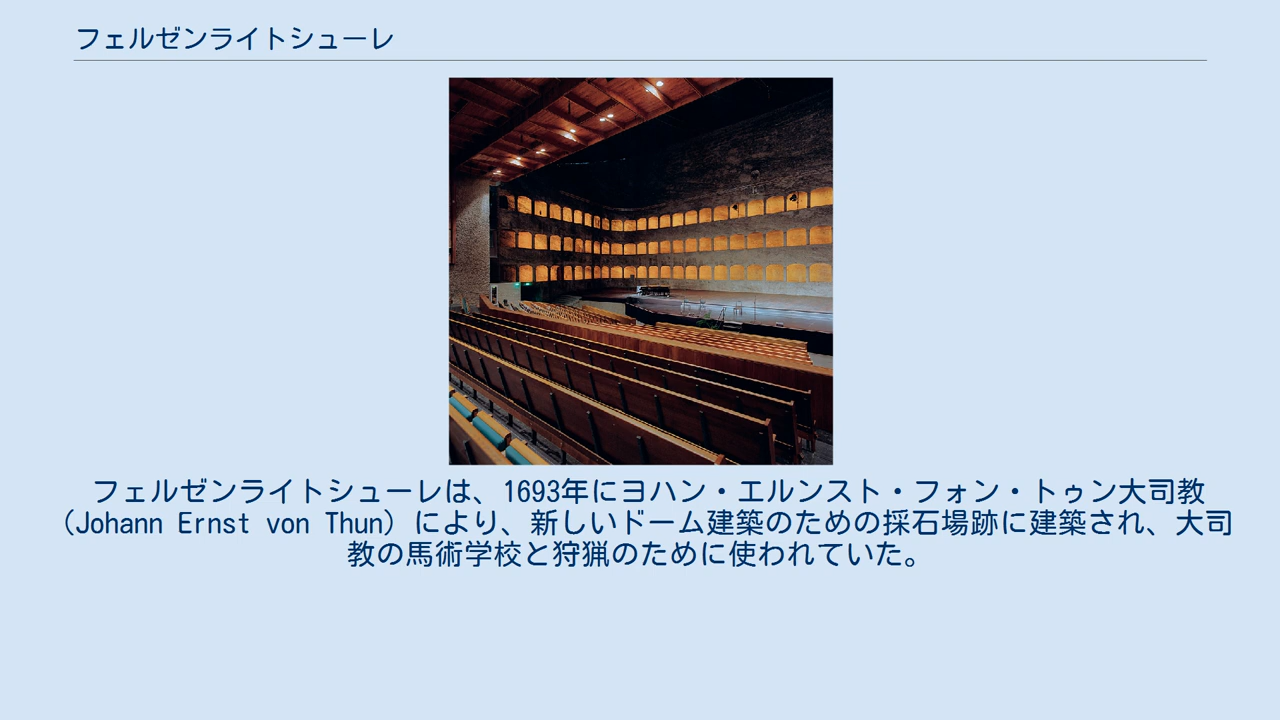 フェルゼンライトシューレ
フェルゼンライトシューレは、1693年にヨハン・エルンスト・フォン・トゥン大司教
（Johann Ernst von Thun）により、新しいドーム建築のための採石場跡に建築され、大司
教の馬術学校と狩猟のために使われていた。